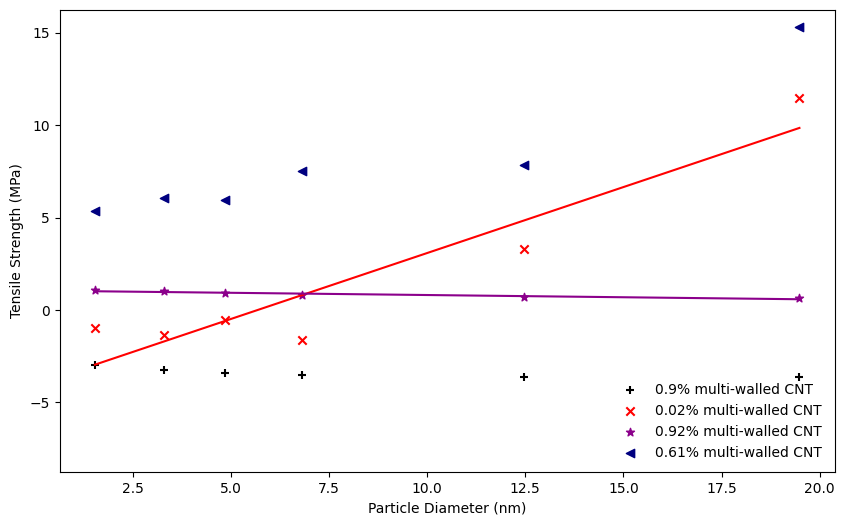 15
10
5
0
−5
Tensile Strength (MPa)
2.5 5.0 7.5 10.0 12.5 15.0 17.5 20.0
Particle Diameter (nm)
0.9% multi-walled CNT
0.02% multi-walled CNT
0.92% multi-walled CNT
0.61% multi-walled CNT